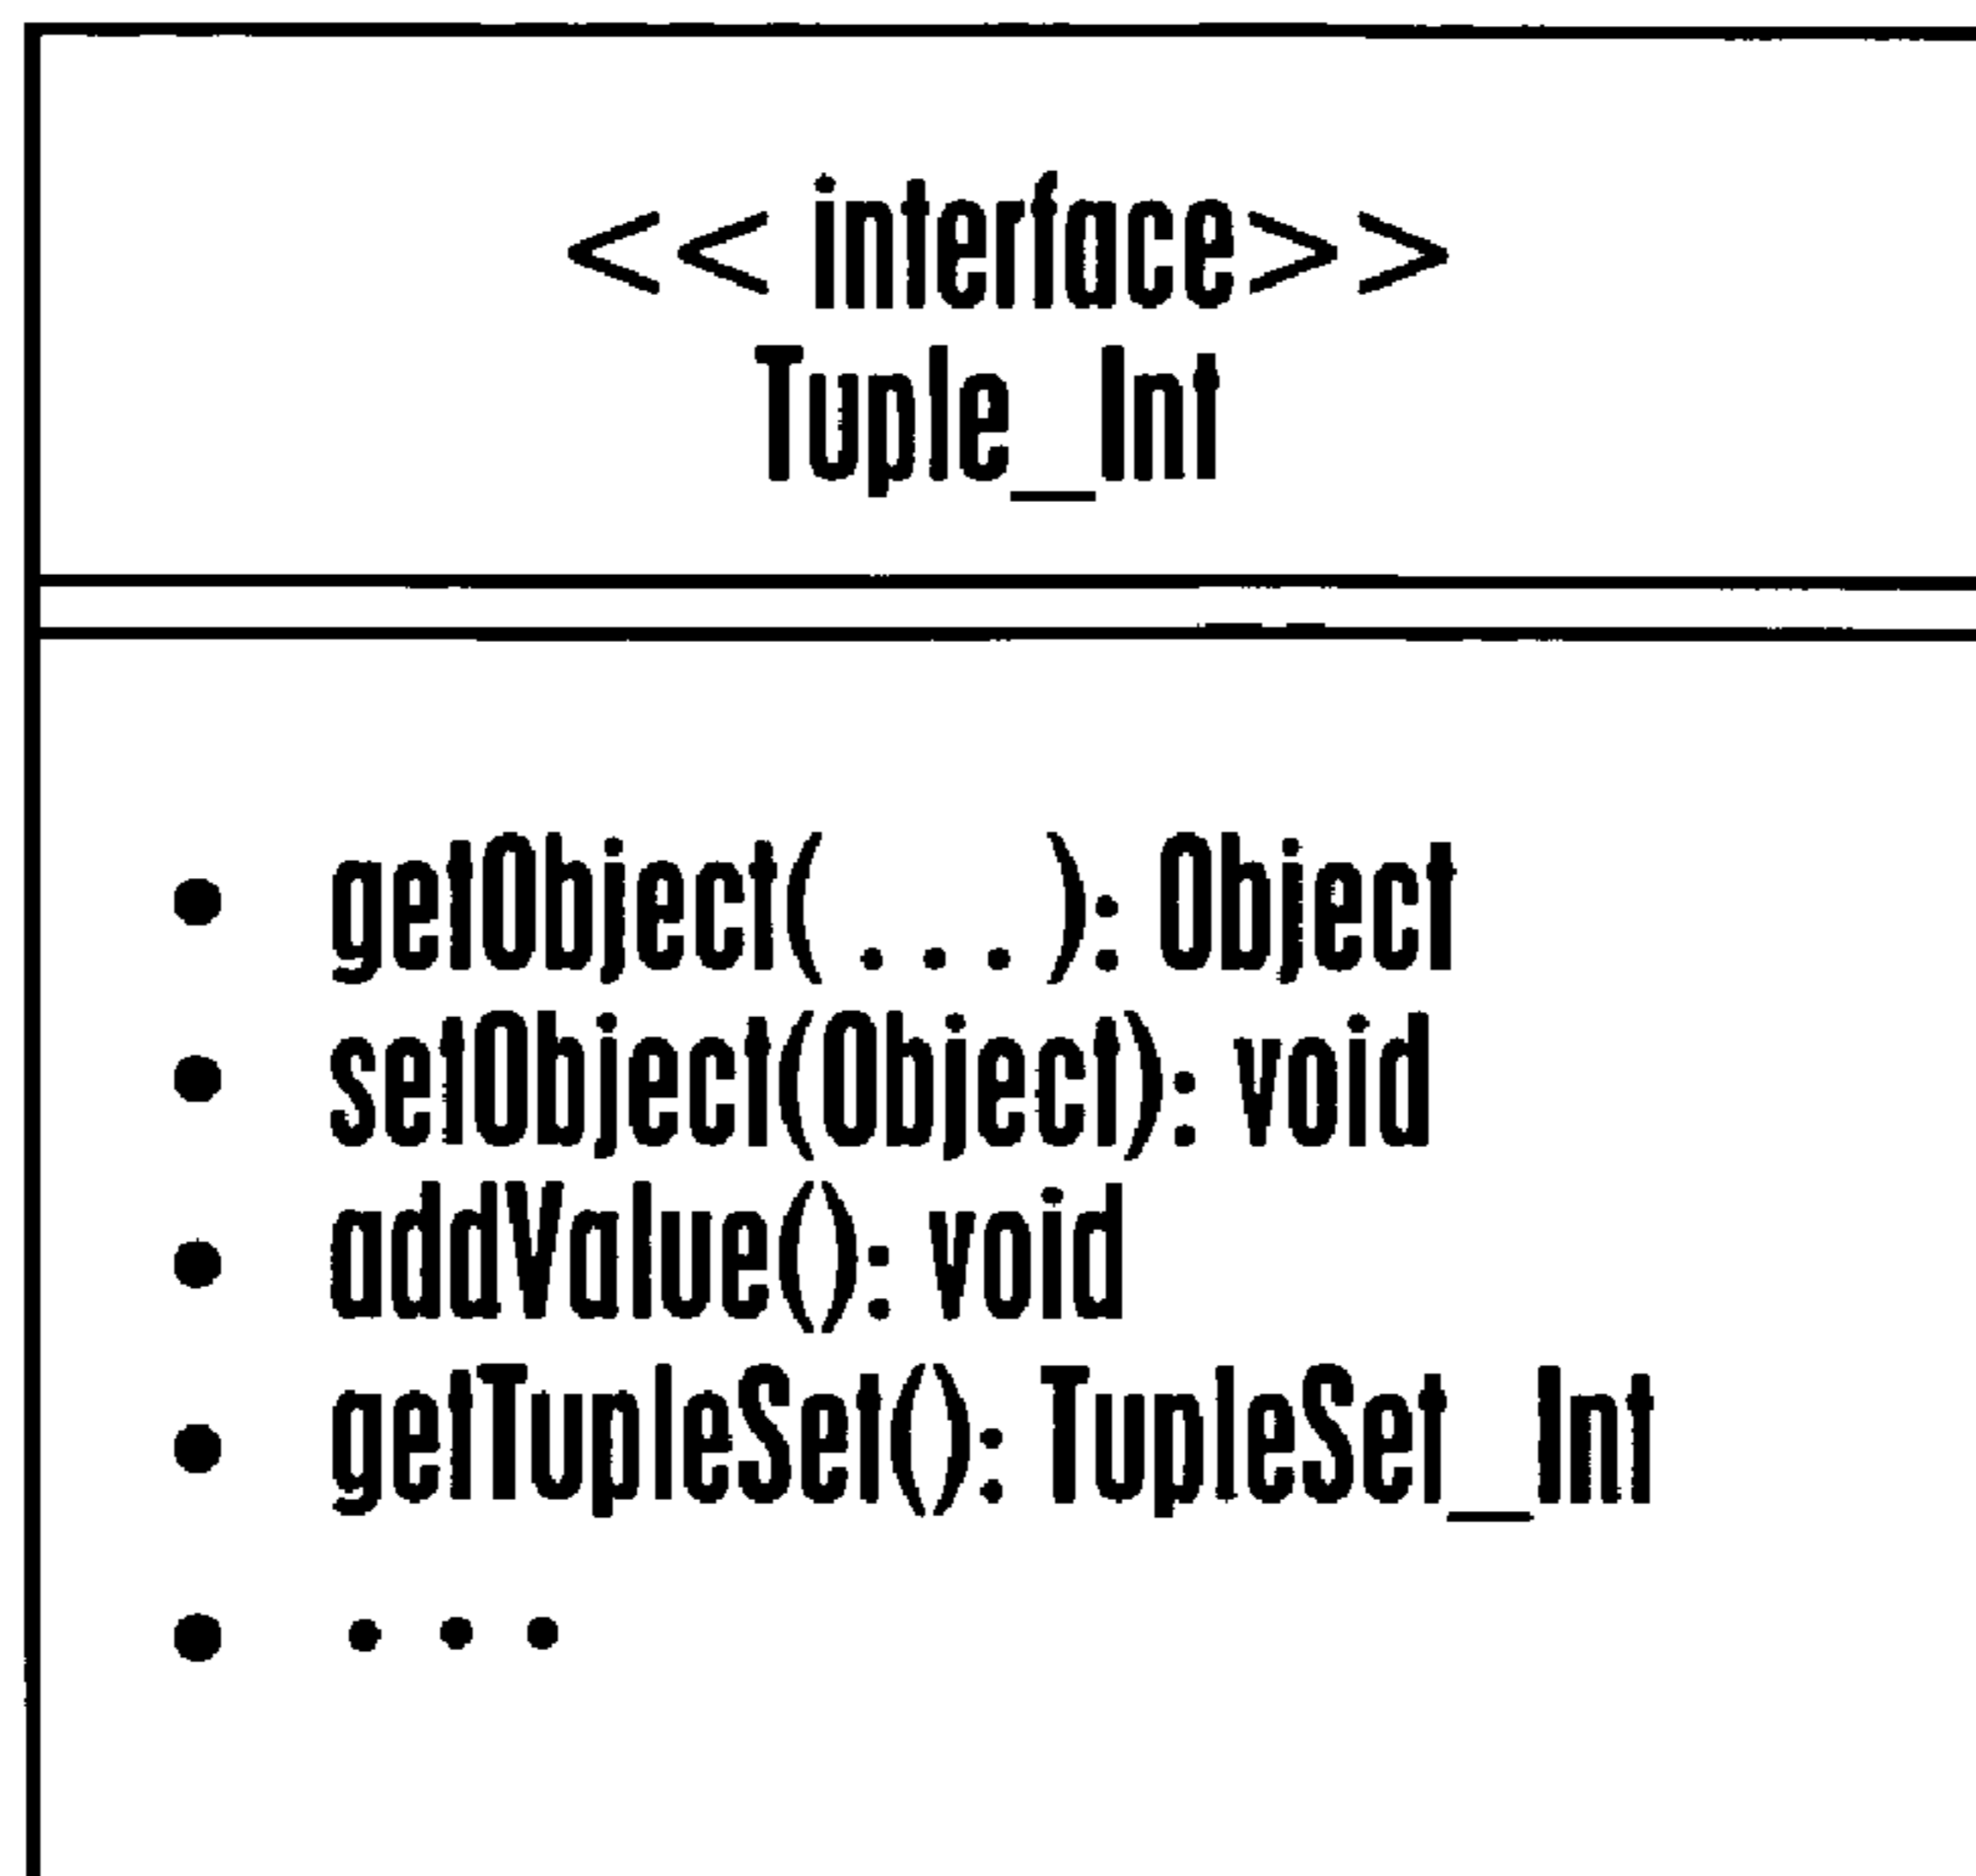 << interface>>
Tuple_Int
• getObject( . . . ): Object
• setObject(Object): void
• addValue(): void
• getTupleSet(): TupleSet_Int
• . . .